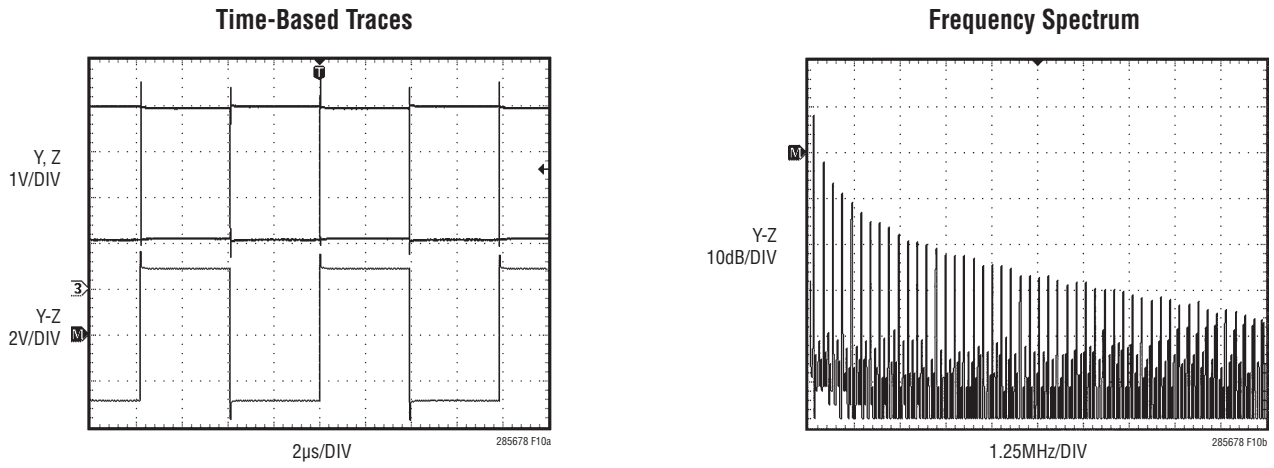 Time-Based Traces
T
Y, Z
1V/DIV
3
Y-Z
2V/DIV
M
2µs/DIV
285678 F10a
Frequency Spectrum
M
Y-Z
10dB/DIV
1.25MHz/DIV
285678 F10b